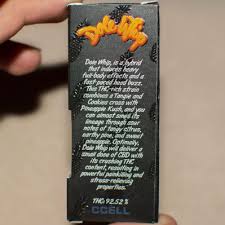 Dole Whip
Dole Whip, is a hybrid
that induces heavy
full-body effects and a
fast-paced head buzz.
This THC-rich strain
combines a Tangie and
Cookies cross with
Pineapple Kush, and you
can almost smell its
lineage through sour
notes of tangy citrus,
earthy pine, and sweet
pineapple. Optimally,
Dole Whip will deliver a
small dose of CBD with
its crushing THC
content, resulting in
powerful painkilling and
stress-relieving
properties.
THC: 92.52%
CCELL